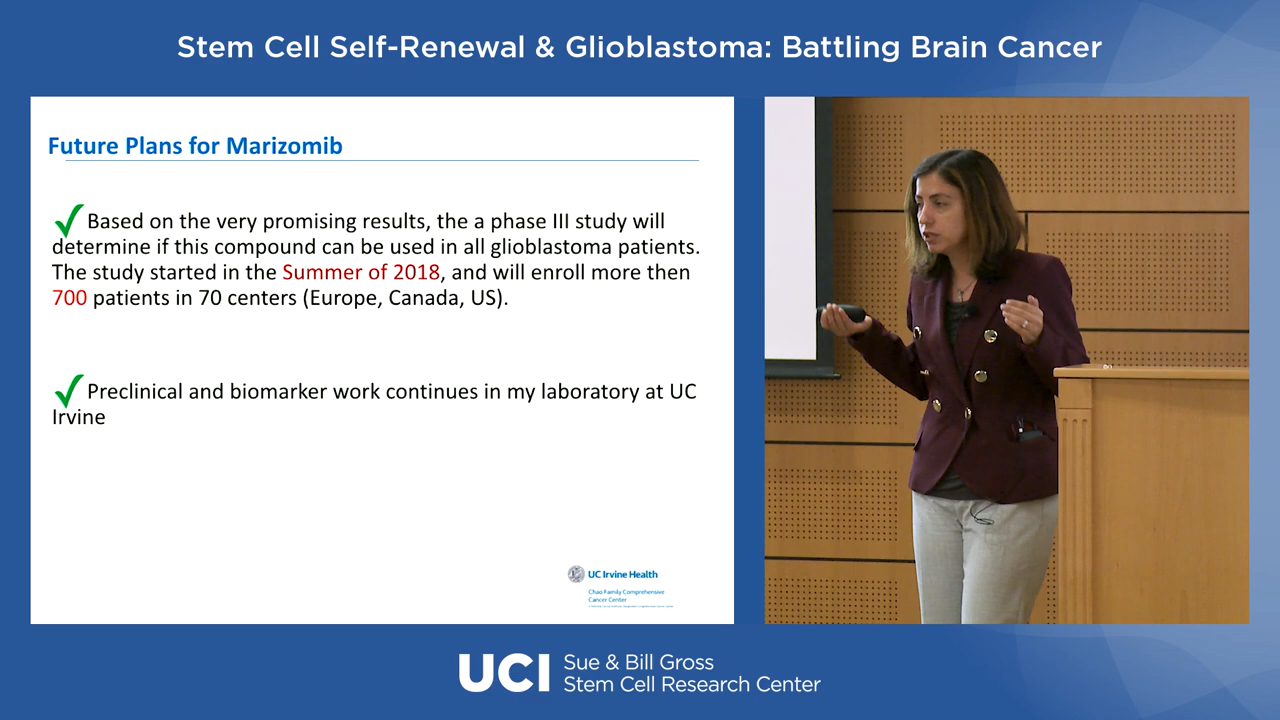 Stem Cell Self-Renewal & Glioblastoma: Battling Brain Cancer
Future Plans for Marizomib
Based on the very promising results, the a phase III study will
determine if this compound can be used in all glioblastoma patients.
The study started in the Summer of 2018, and will enroll more then
700 patients in 70 centers (Europe, Canada, US).
Preclinical and biomarker work continues in my laboratory at UC
Irvine
UC Irvine Health
Chao Family Comprehensive
Cancer Center
UCI Sue & Bill Gross
Stem Cell Research Center